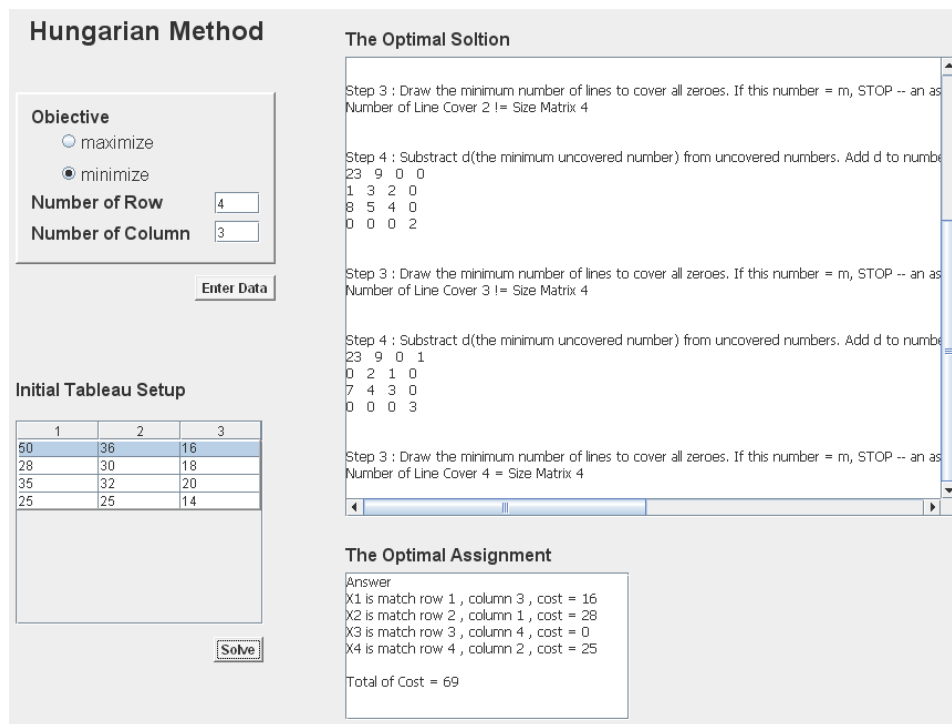 Hungarian Method
Objective
maximize
minimize
Number of Row 4
Number of Column 3
Enter Data
Initial Tableau Setup
1 2 3
50 36 16
28 30 18
35 32 20
25 25 14
Solve
The Optimal Soltion
Step 3 : Draw the minimum number of lines to cover all zeroes. If this number = m, STOP -- an as
Number of Line Cover 2 != Size Matrix 4
Step 4 : Substract d(the minimum uncovered number) from uncovered numbers. Add d to numbe
23 9 0 0
1 3 2 0
8 5 4 0
0 0 0 2
Step 3 : Draw the minimum number of lines to cover all zeroes. If this number = m, STOP -- an as
Number of Line Cover 3 != Size Matrix 4
Step 4 : Substract d(the minimum uncovered number) from uncovered numbers. Add d to numbe
23 9 0 1
0 2 1 0
7 4 3 0
0 0 0 3
Step 3 : Draw the minimum number of lines to cover all zeroes. If this number = m, STOP -- an as
Number of Line Cover 4 = Size Matrix 4
The Optimal Assignment
Answer
X1 is match row 1 , column 3 , cost = 16
X2 is match row 2 , column 1 , cost = 28
X3 is match row 3 , column 4 , cost = 0
X4 is match row 4 , column 2 , cost = 25
Total of Cost = 69